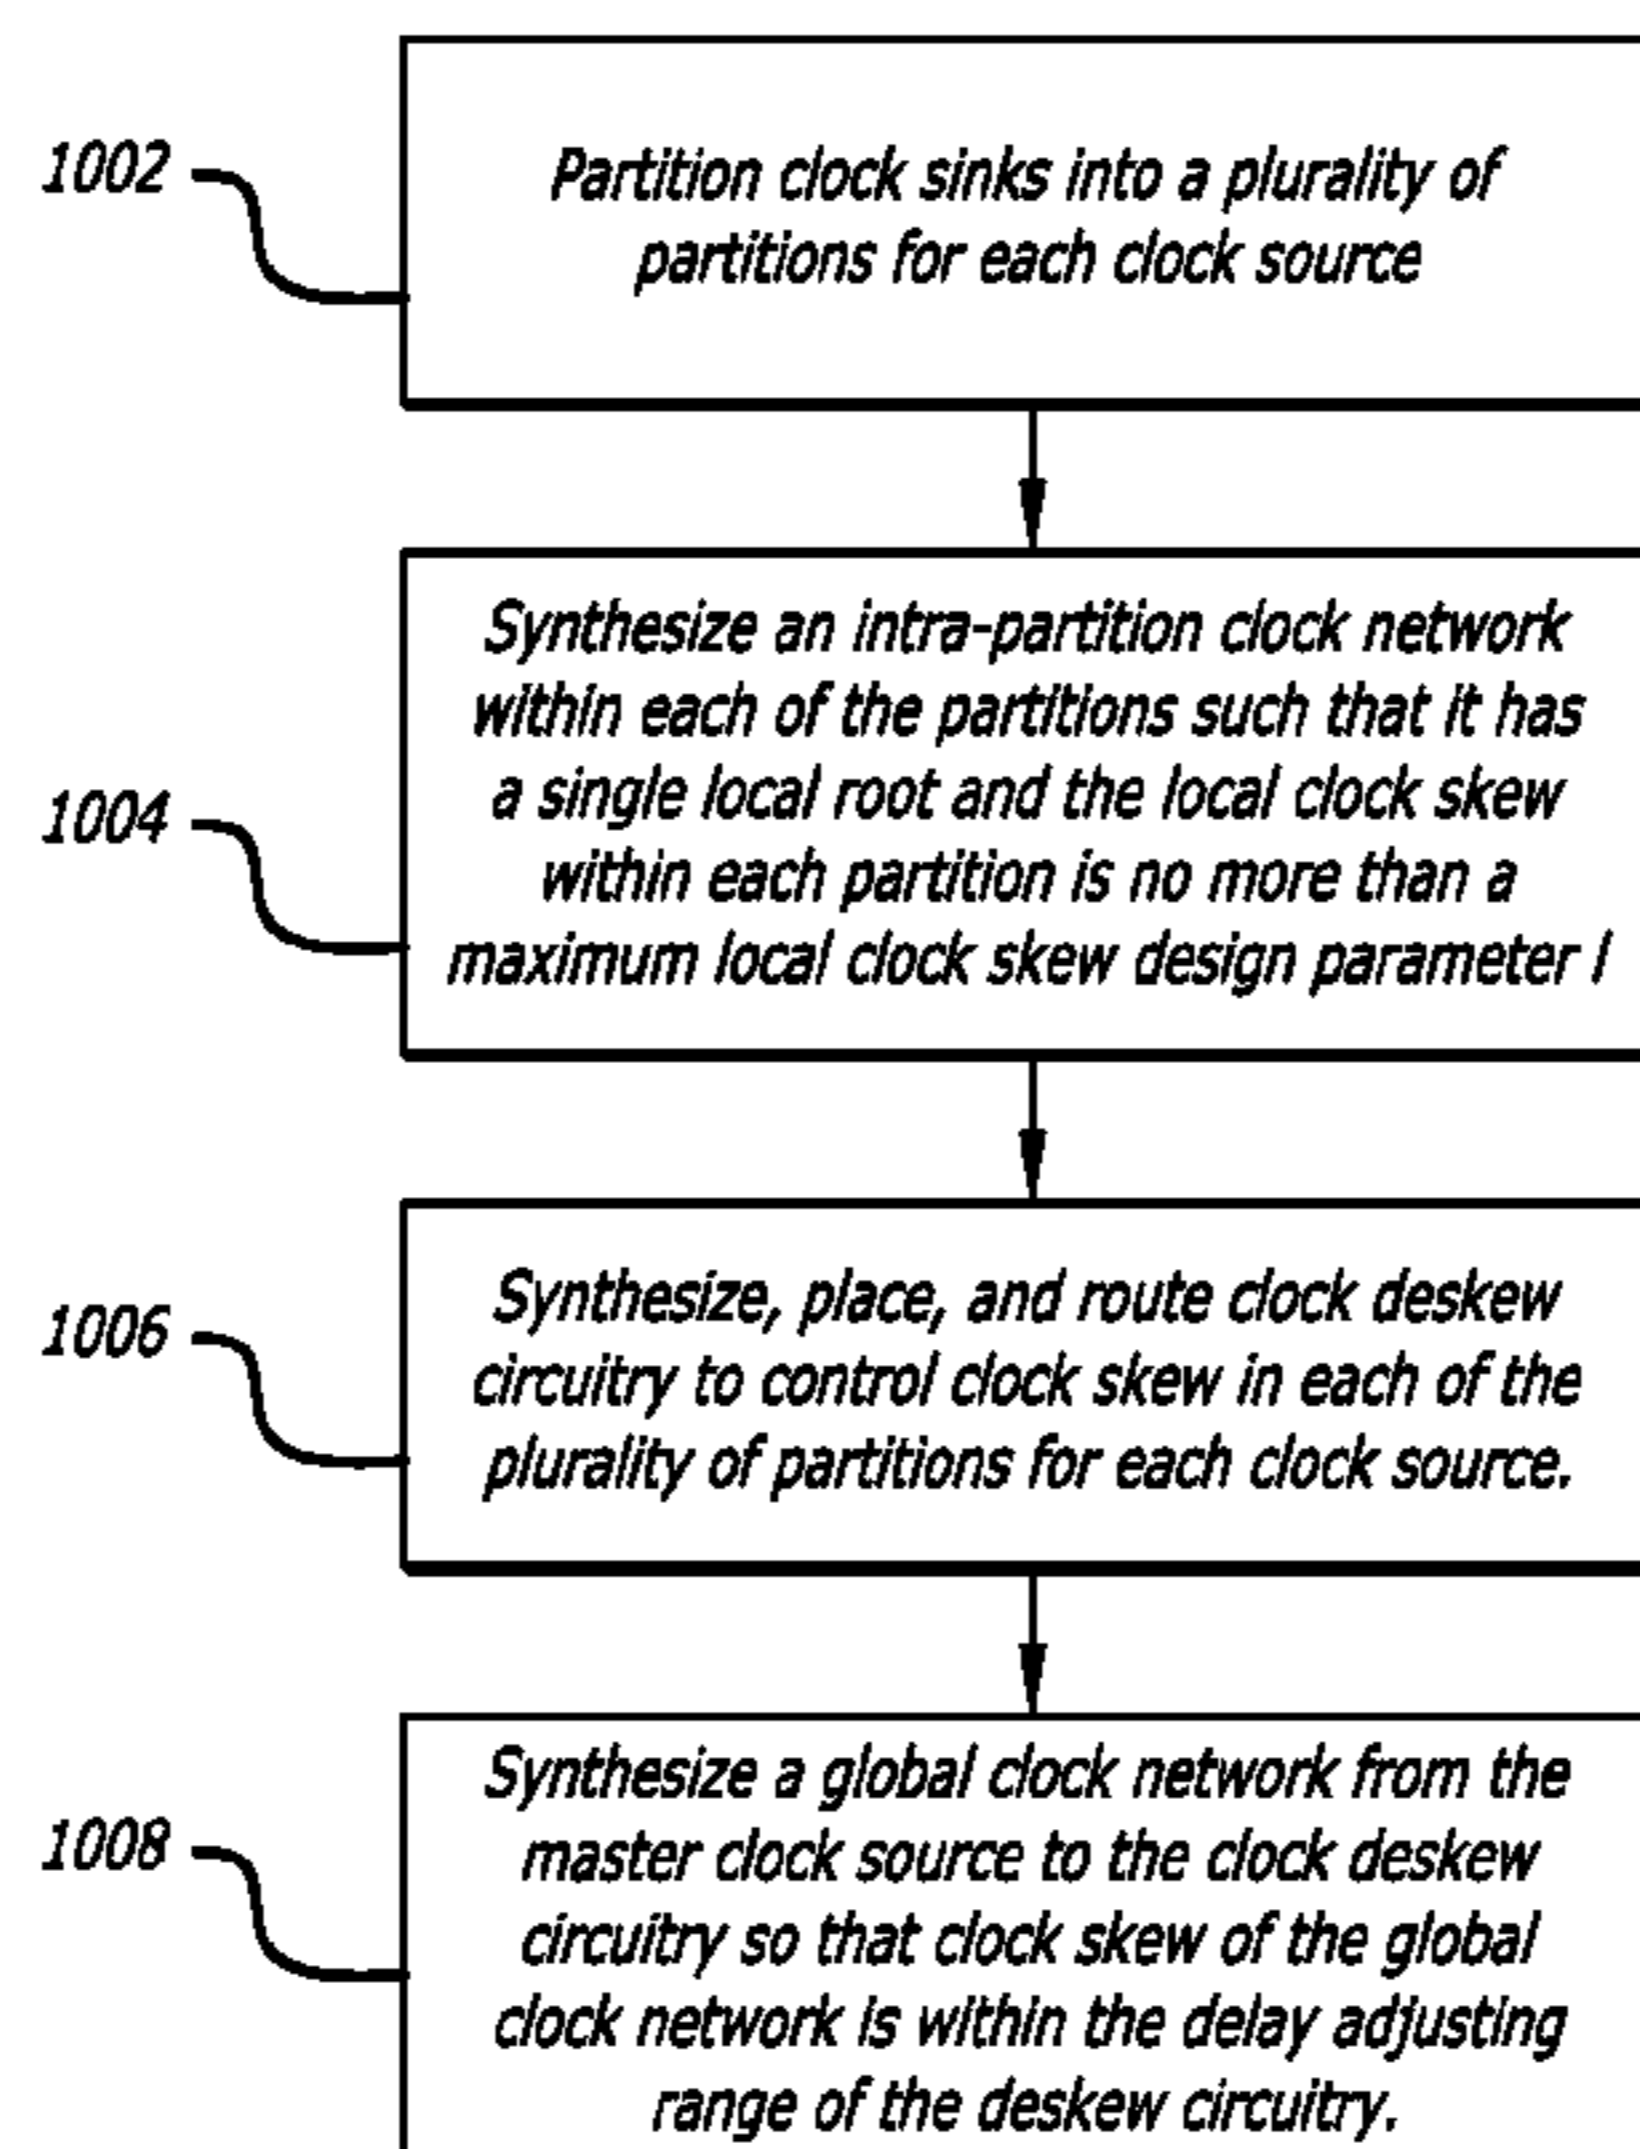 1002
Partition clock sinks into a plurality of
partitions for each clock source
1004
Synthesize an intra-partition clock network
within each of the partitions such that it has
a single local root and the local clock skew
within each partition is no more than a
maximum local clock skew design parameter l
1006
Synthesize, place, and route clock deskew
circuitry to control clock skew in each of the
plurality of partitions for each clock source.
1008
Synthesize a global clock network from the
master clock source to the clock deskew
circuitry so that clock skew of the global
clock network is within the delay adjusting
range of the deskew circuitry.